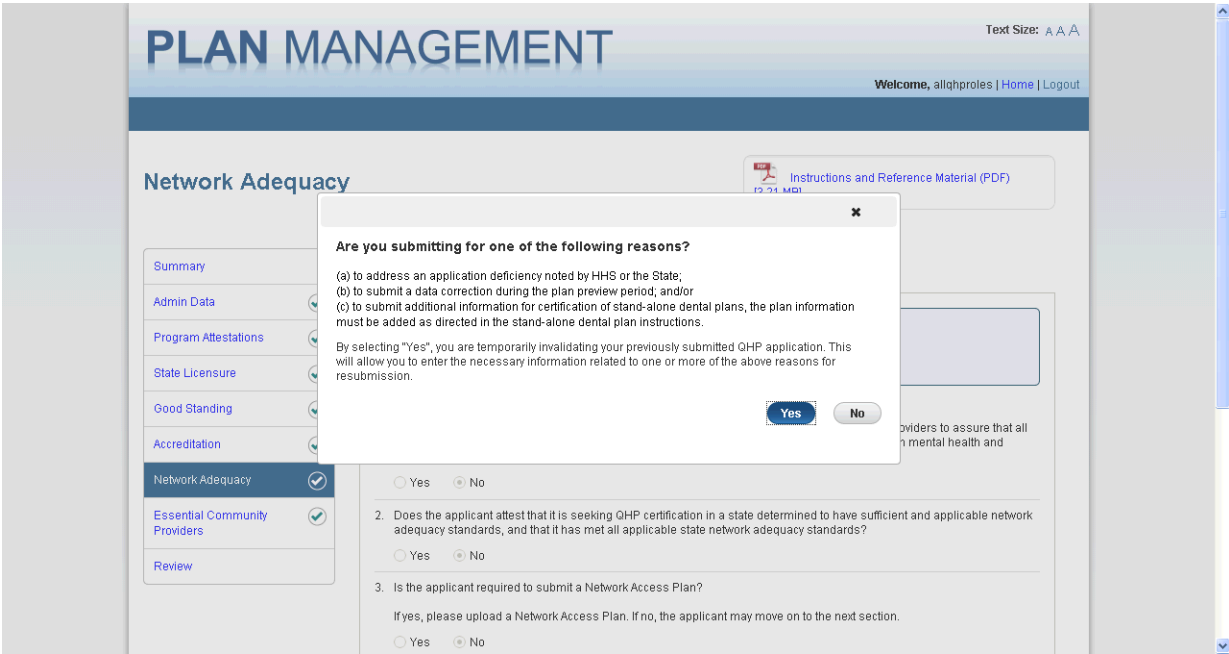 PLAN MANAGEMENT
Text Size: A A A
Welcome, allqhproles | Home | Logout
Network Adequacy
Instructions and Reference Material (PDF)
[3.21 MB]
Are you submitting for one of the following reasons?
(a) to address an application deficiency noted by HHS or the State;
(b) to submit a data correction during the plan preview period; and/or
(c) to submit additional information for certification of stand-alone dental plans, the plan information
must be added as directed in the stand-alone dental plan instructions.
By selecting "Yes", you are temporarily invalidating your previously submitted QHP application. This
will allow you to enter the necessary information related to one or more of the above reasons for
resubmission.
Yes No
Summary
Admin Data
Program Attestations
State Licensure
Good Standing
Accreditation
Network Adequacy
Essential Community
Providers
Review
to assure that all
mental health and
Yes No
2. Does the applicant attest that it is seeking QHP certification in a state determined to have sufficient and applicable network
adequacy standards, and that it has met all applicable state network adequacy standards?
Yes No
3. Is the applicant required to submit a Network Access Plan?
If yes, please upload a Network Access Plan. If no, the applicant may move on to the next section.
Yes No